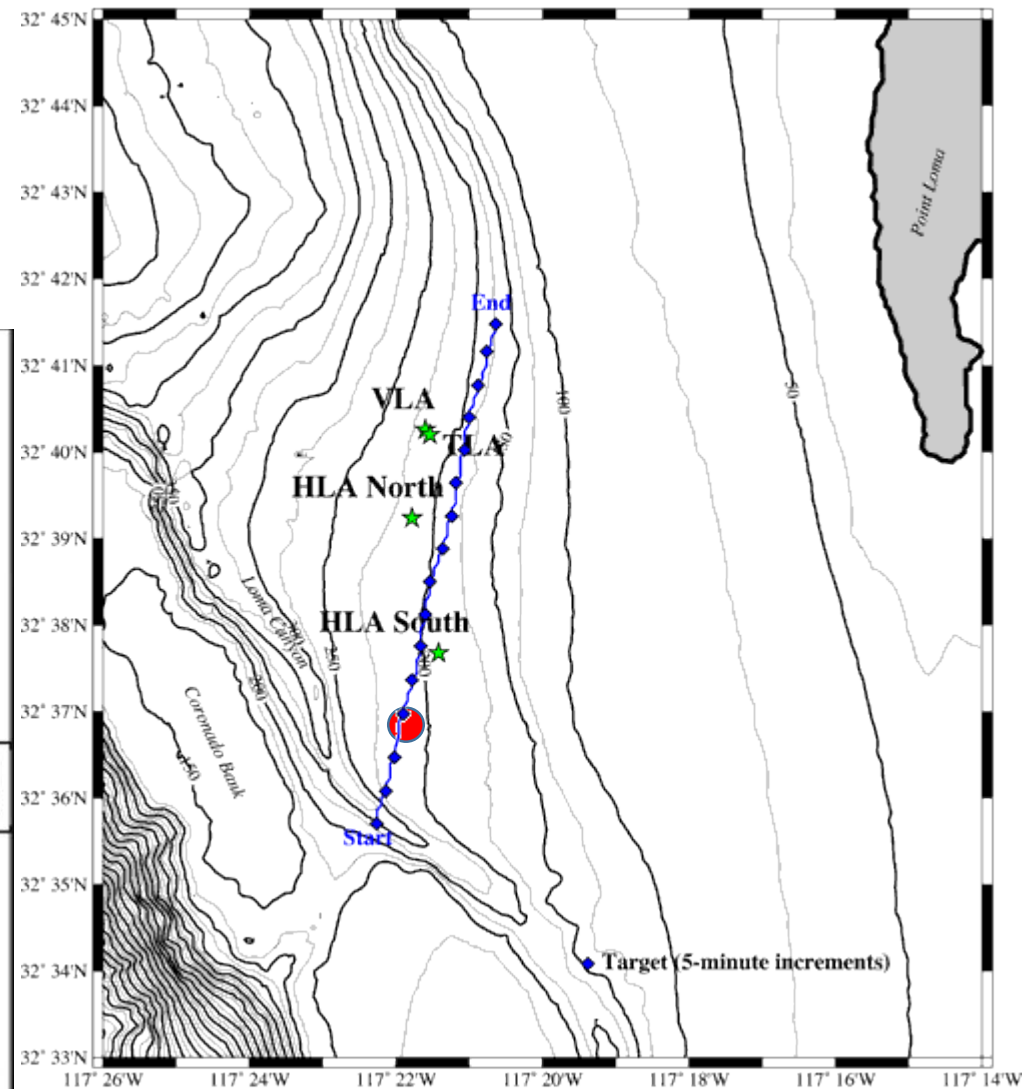 32° 45'N
32° 44'N
32° 43'N
32° 42'N
32° 41'N
32° 40'N
32° 39'N
32° 38'N
32° 37'N
32° 36'N
32° 35'N
32° 34'N
32° 33'N
117° 26'W
117° 24'W
117° 22'W
117° 20'W
117° 18'W
117° 16'W
117° 14'W
Point Loma
End
VLA
TLA
HLA North
HLA South
Loma Canyon
Coronado Bank
Start
Target (5-minute increments)
100
50
250
200
150